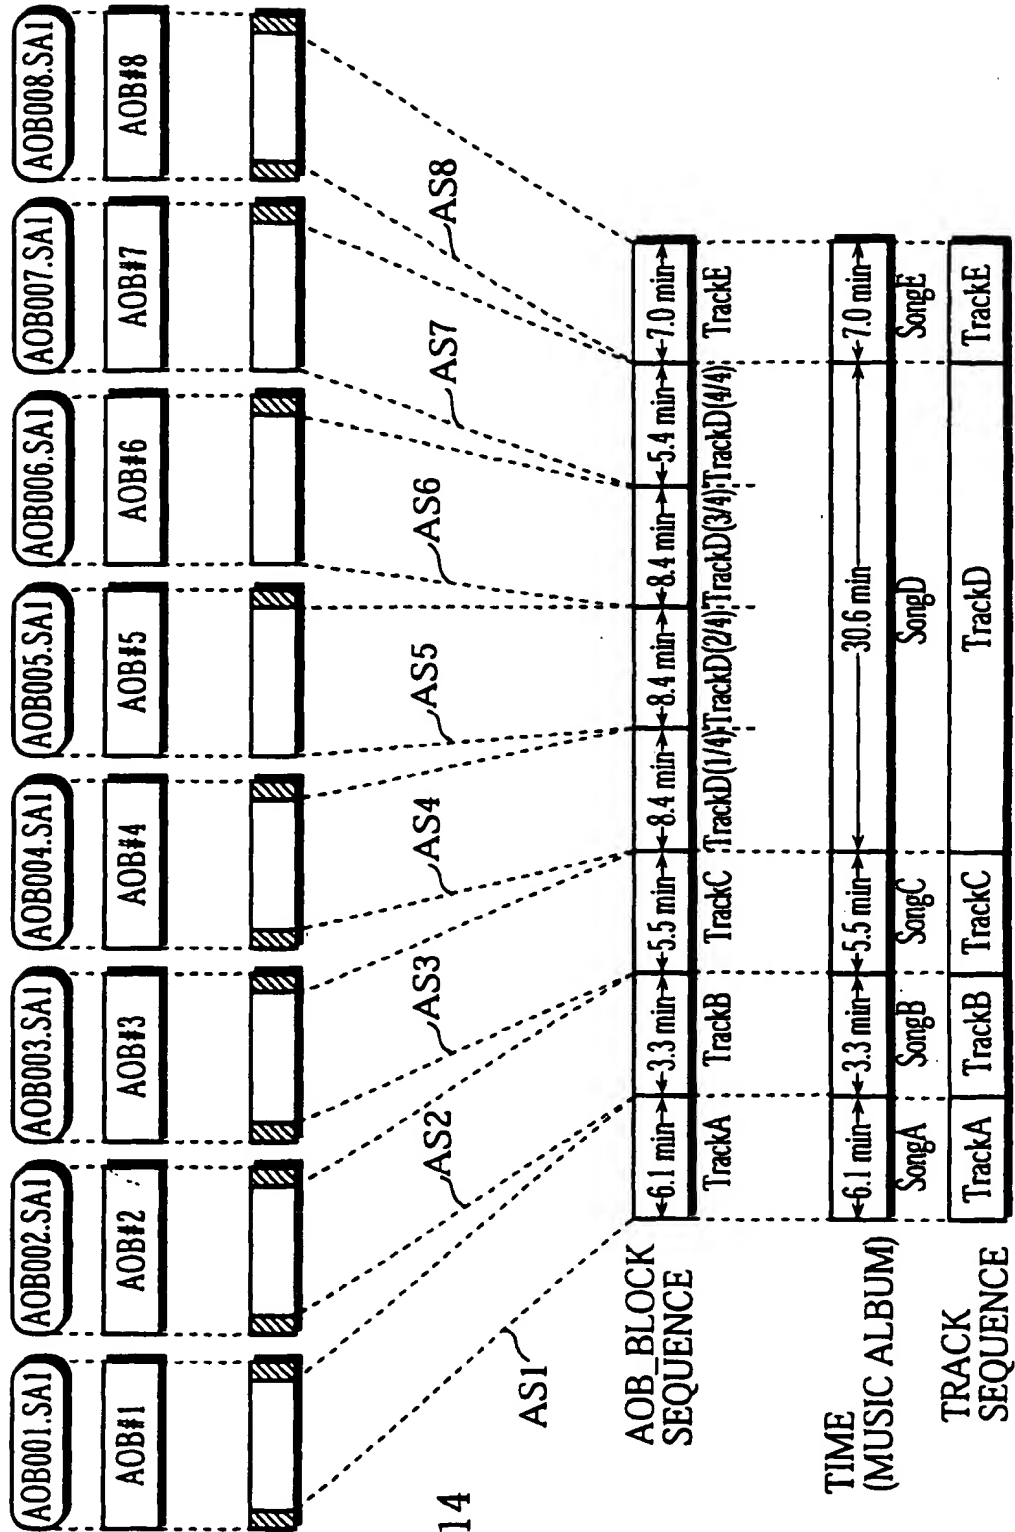 14
AOB001.SA1 AOB002.SA1 AOB003.SA1 AOB004.SA1 AOB005.SA1 AOB006.SA1 AOB007.SA1 AOB008.SA1
AOB#1 AOB#2 AOB#3 AOB#4 AOB#5 AOB#6 AOB#7 AOB#8
AS1 AS2 AS3 AS4 AS5 AS6 AS7 AS8
AOB_BLOCK
SEQUENCE
6.1 min 3.3 min 5.5 min 8.4 min 8.4 min 8.4 min 5.4 min 7.0 min
TrackA TrackB TrackC TrackD(1/4) TrackD(2/4) TrackD(3/4) TrackD(4/4) TrackE
TIME
(MUSIC ALBUM)
6.1 min 3.3 min 5.5 min 30.6 min 7.0 min
SongA SongB SongC SongD SongE
TRACK
SEQUENCE
TrackA TrackB TrackC TrackD TrackE